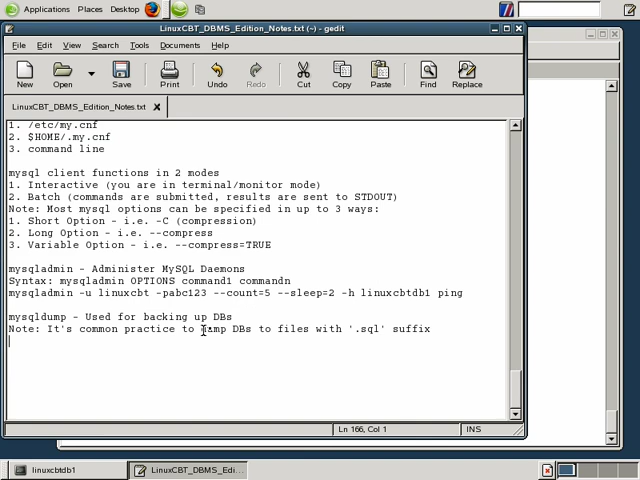 Applications Places Desktop
LinuxCBT_DBMS_Edition_Notes.txt (~) - gedit
File Edit View Search Tools Documents Help
New Open Save Print Undo Redo Cut Copy Paste Find Replace
LinuxCBT_DBMS_Edition_Notes.txt
1. /etc/my.cnf
2. $HOME/.my.cnf
3. command line
mysql client functions in 2 modes
1. Interactive (you are in terminal/monitor mode)
2. Batch (commands are submitted, results are sent to STDOUT)
Note: Most mysql options can be specified in up to 3 ways:
1. Short Option - i.e. -C (compression)
2. Long Option - i.e. --compress
3. Variable Option - i.e. --compress=TRUE
mysqladmin - Administer MySQL Daemons
Syntax: mysqladmin OPTIONS command1 commandn
mysqladmin -u linuxcbt -pabc123 --count=5 --sleep=2 -h linuxcbtdb1 ping
mysqldump - Used for backing up DBs
Note: It's common practice to dump DBs to files with '.sql' suffix
Ln 166, Col 1 INS
linuxcbtdb1 LinuxCBT_DBMS_Edi...